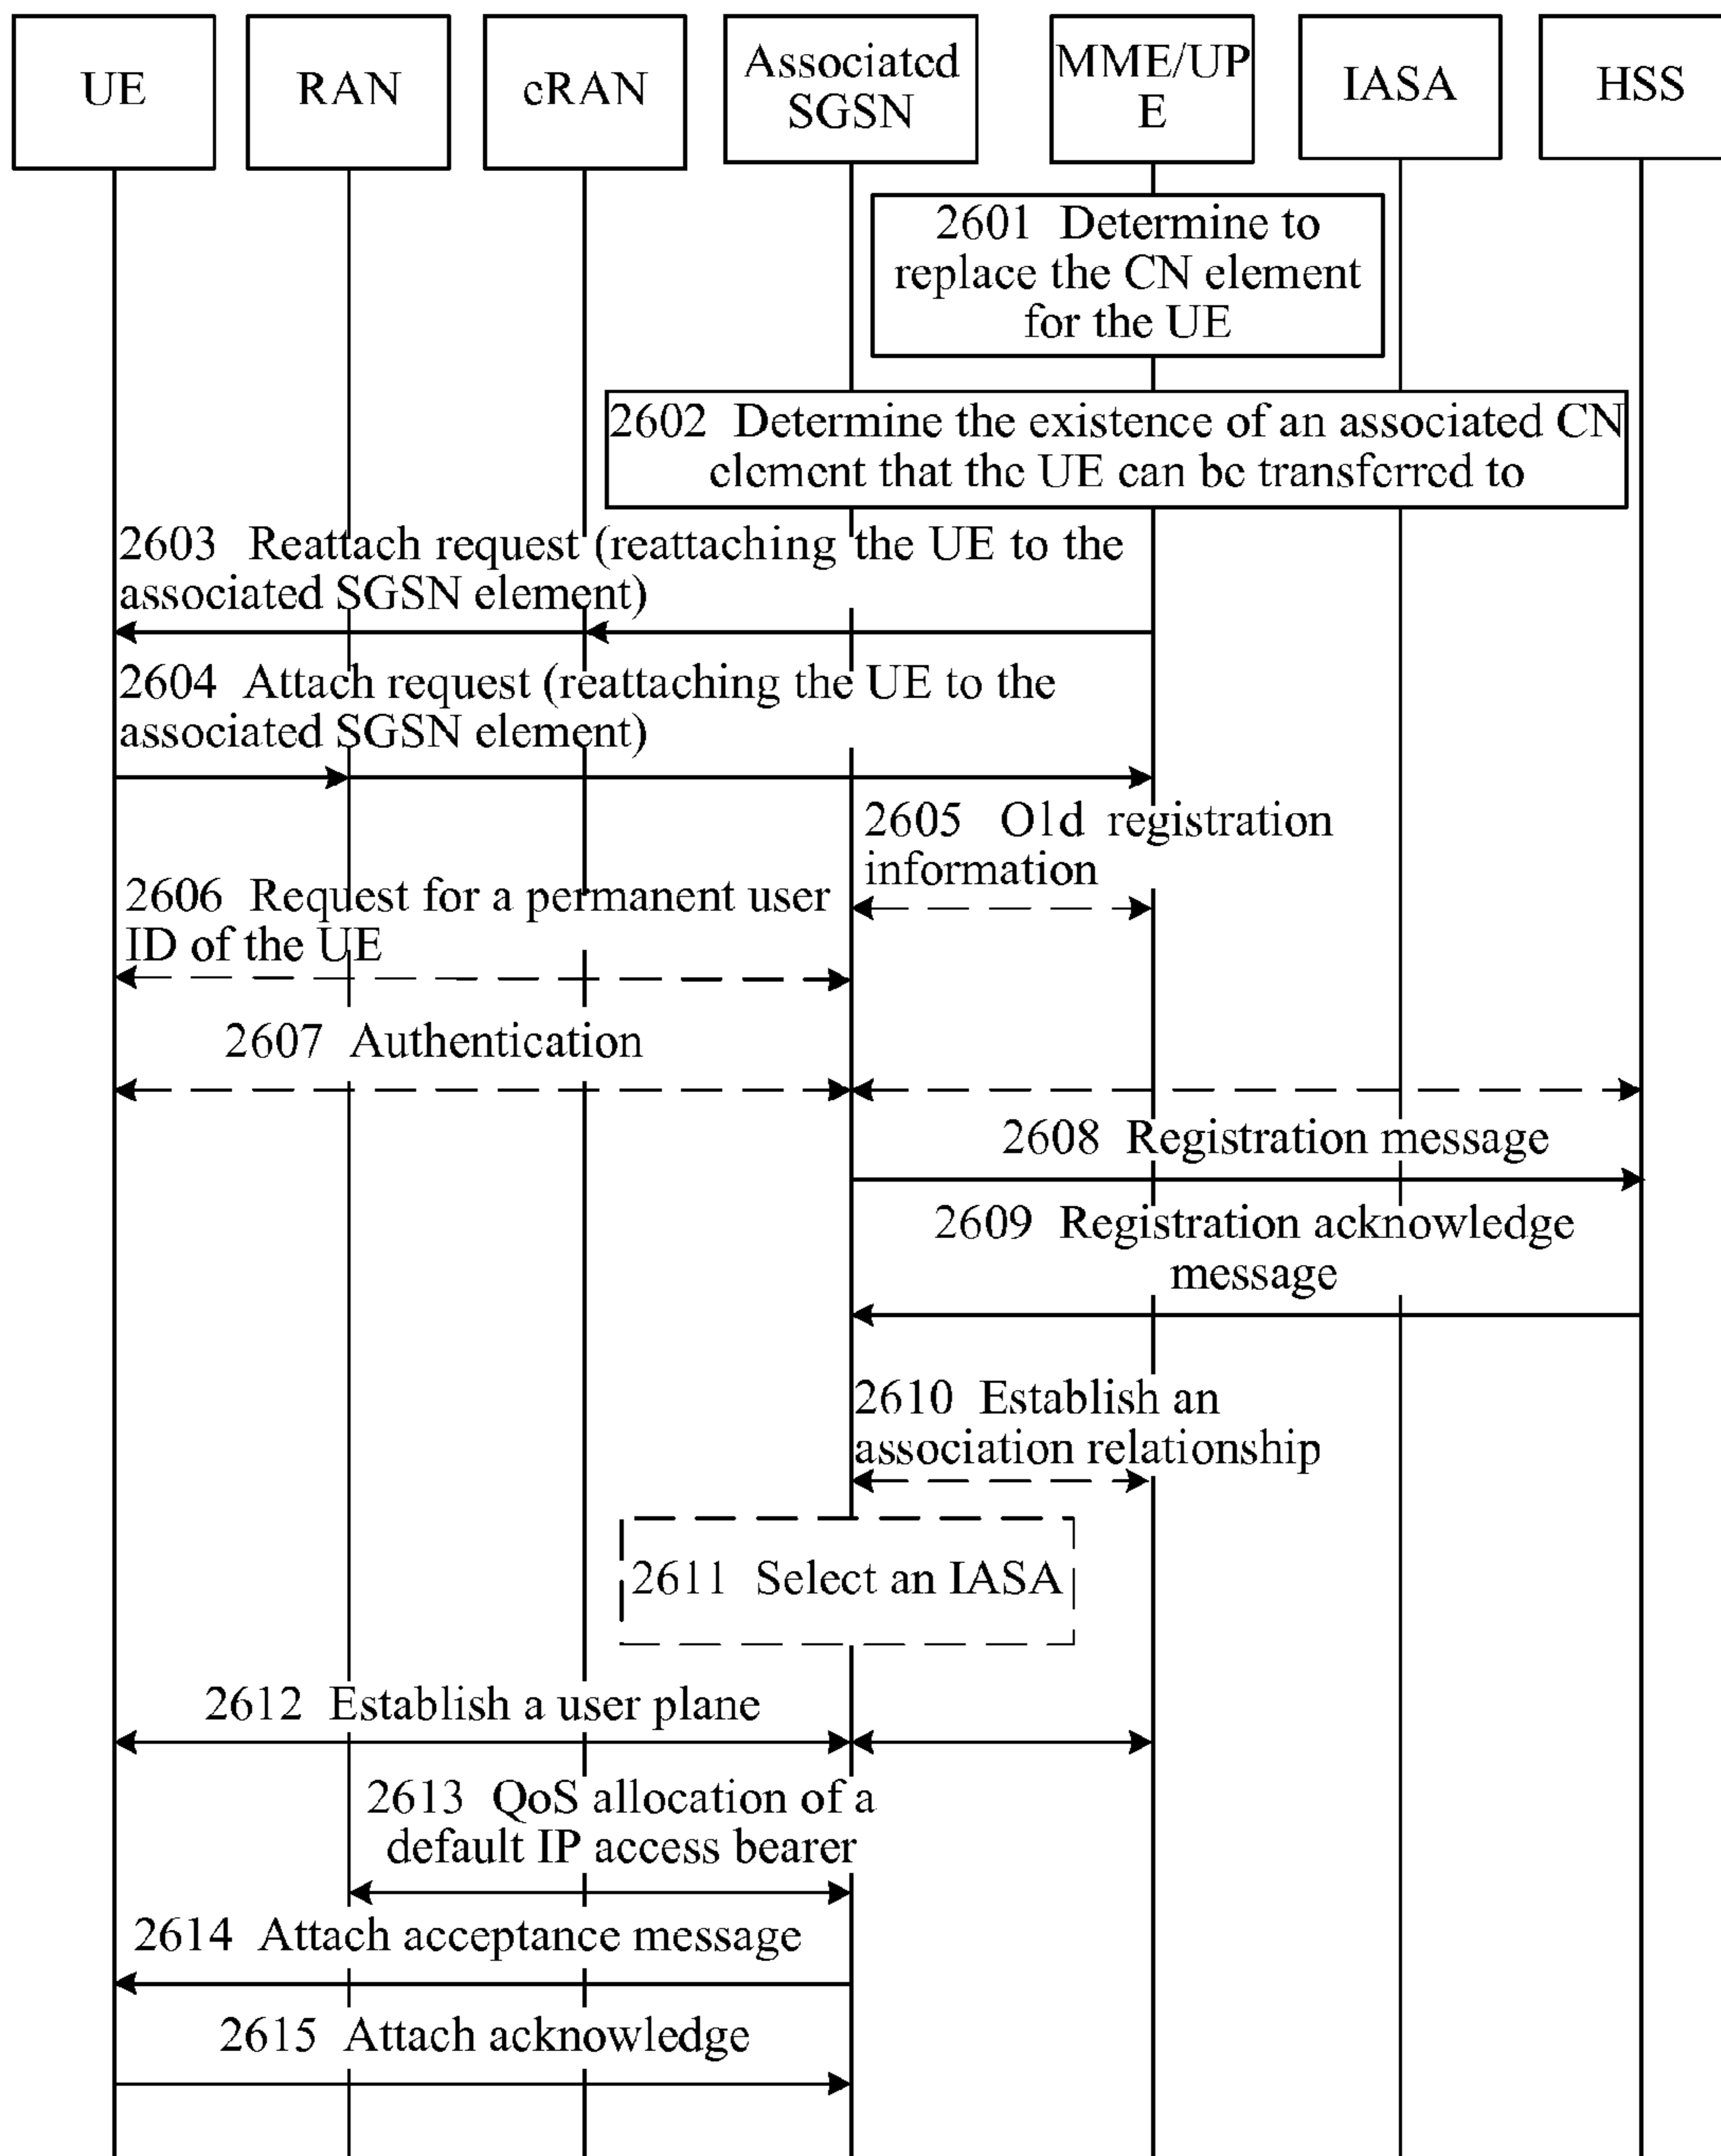 UE
RAN
eRAN
Associated
SGSN
MME/UP
E
IASA
HSS
2601 Determine to
replace the CN element
for the UE
2602 Determine the existence of an associated CN
element that the UE can be transferred to
2603 Reattach request (reattaching the UE to the
associated SGSN element)
2604 Attach request (reattaching the UE to the
associated SGSN element)
2605 Old registration
information
2606 Request for a permanent user
ID of the UE
2607 Authentication
2608 Registration message
2609 Registration acknowledge
message
2610 Establish an
association relationship
2611 Select an IASA
2612 Establish a user plane
2613 QoS allocation of a
default IP access bearer
2614 Attach acceptance message
2615 Attach acknowledge